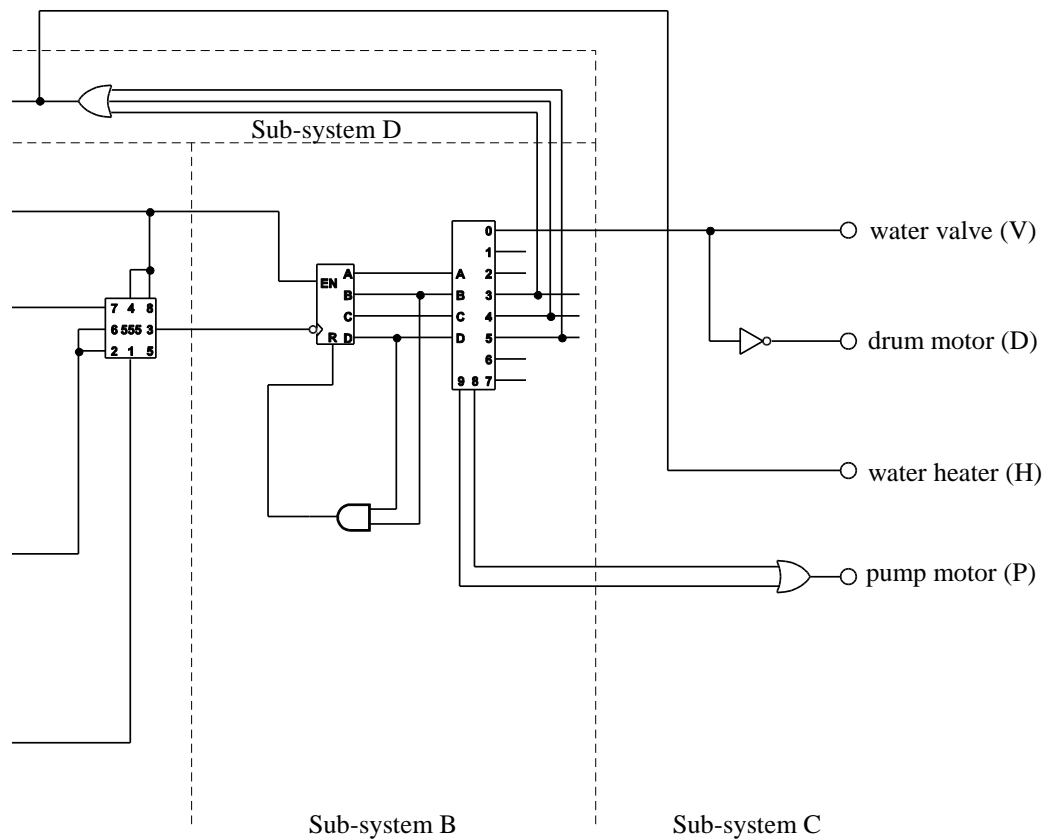 Sub-system D
0
water valve (V)
1
A
A
2
EN
B
B
3
7 4 8
C
C
4
6 555 3
R
D
D
5
drum motor (D)
2 1 5
6
9 8 7
water heater (H)
pump motor (P)
Sub-system B
Sub-system C